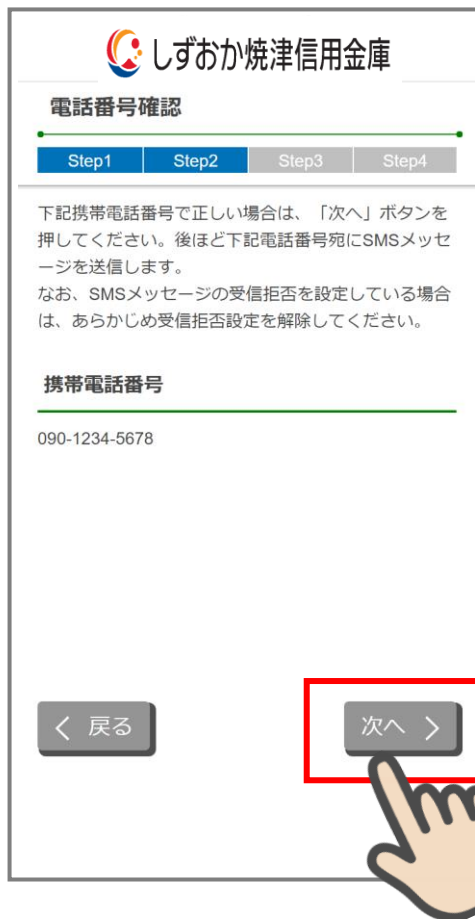 しずおか焼津信用金庫
電話番号確認
Step1 Step2 Step3 Step4
下記携帯電話番号で正しい場合は、「次へ」ボタンを
押してください。後ほど下記電話番号宛にSMSメッセ
ージを送信します。
なお、SMSメッセージの受信拒否を設定している場合
は、あらかじめ受信拒否設定を解除してください。
携帯電話番号
090-1234-5678
戻る 次へ